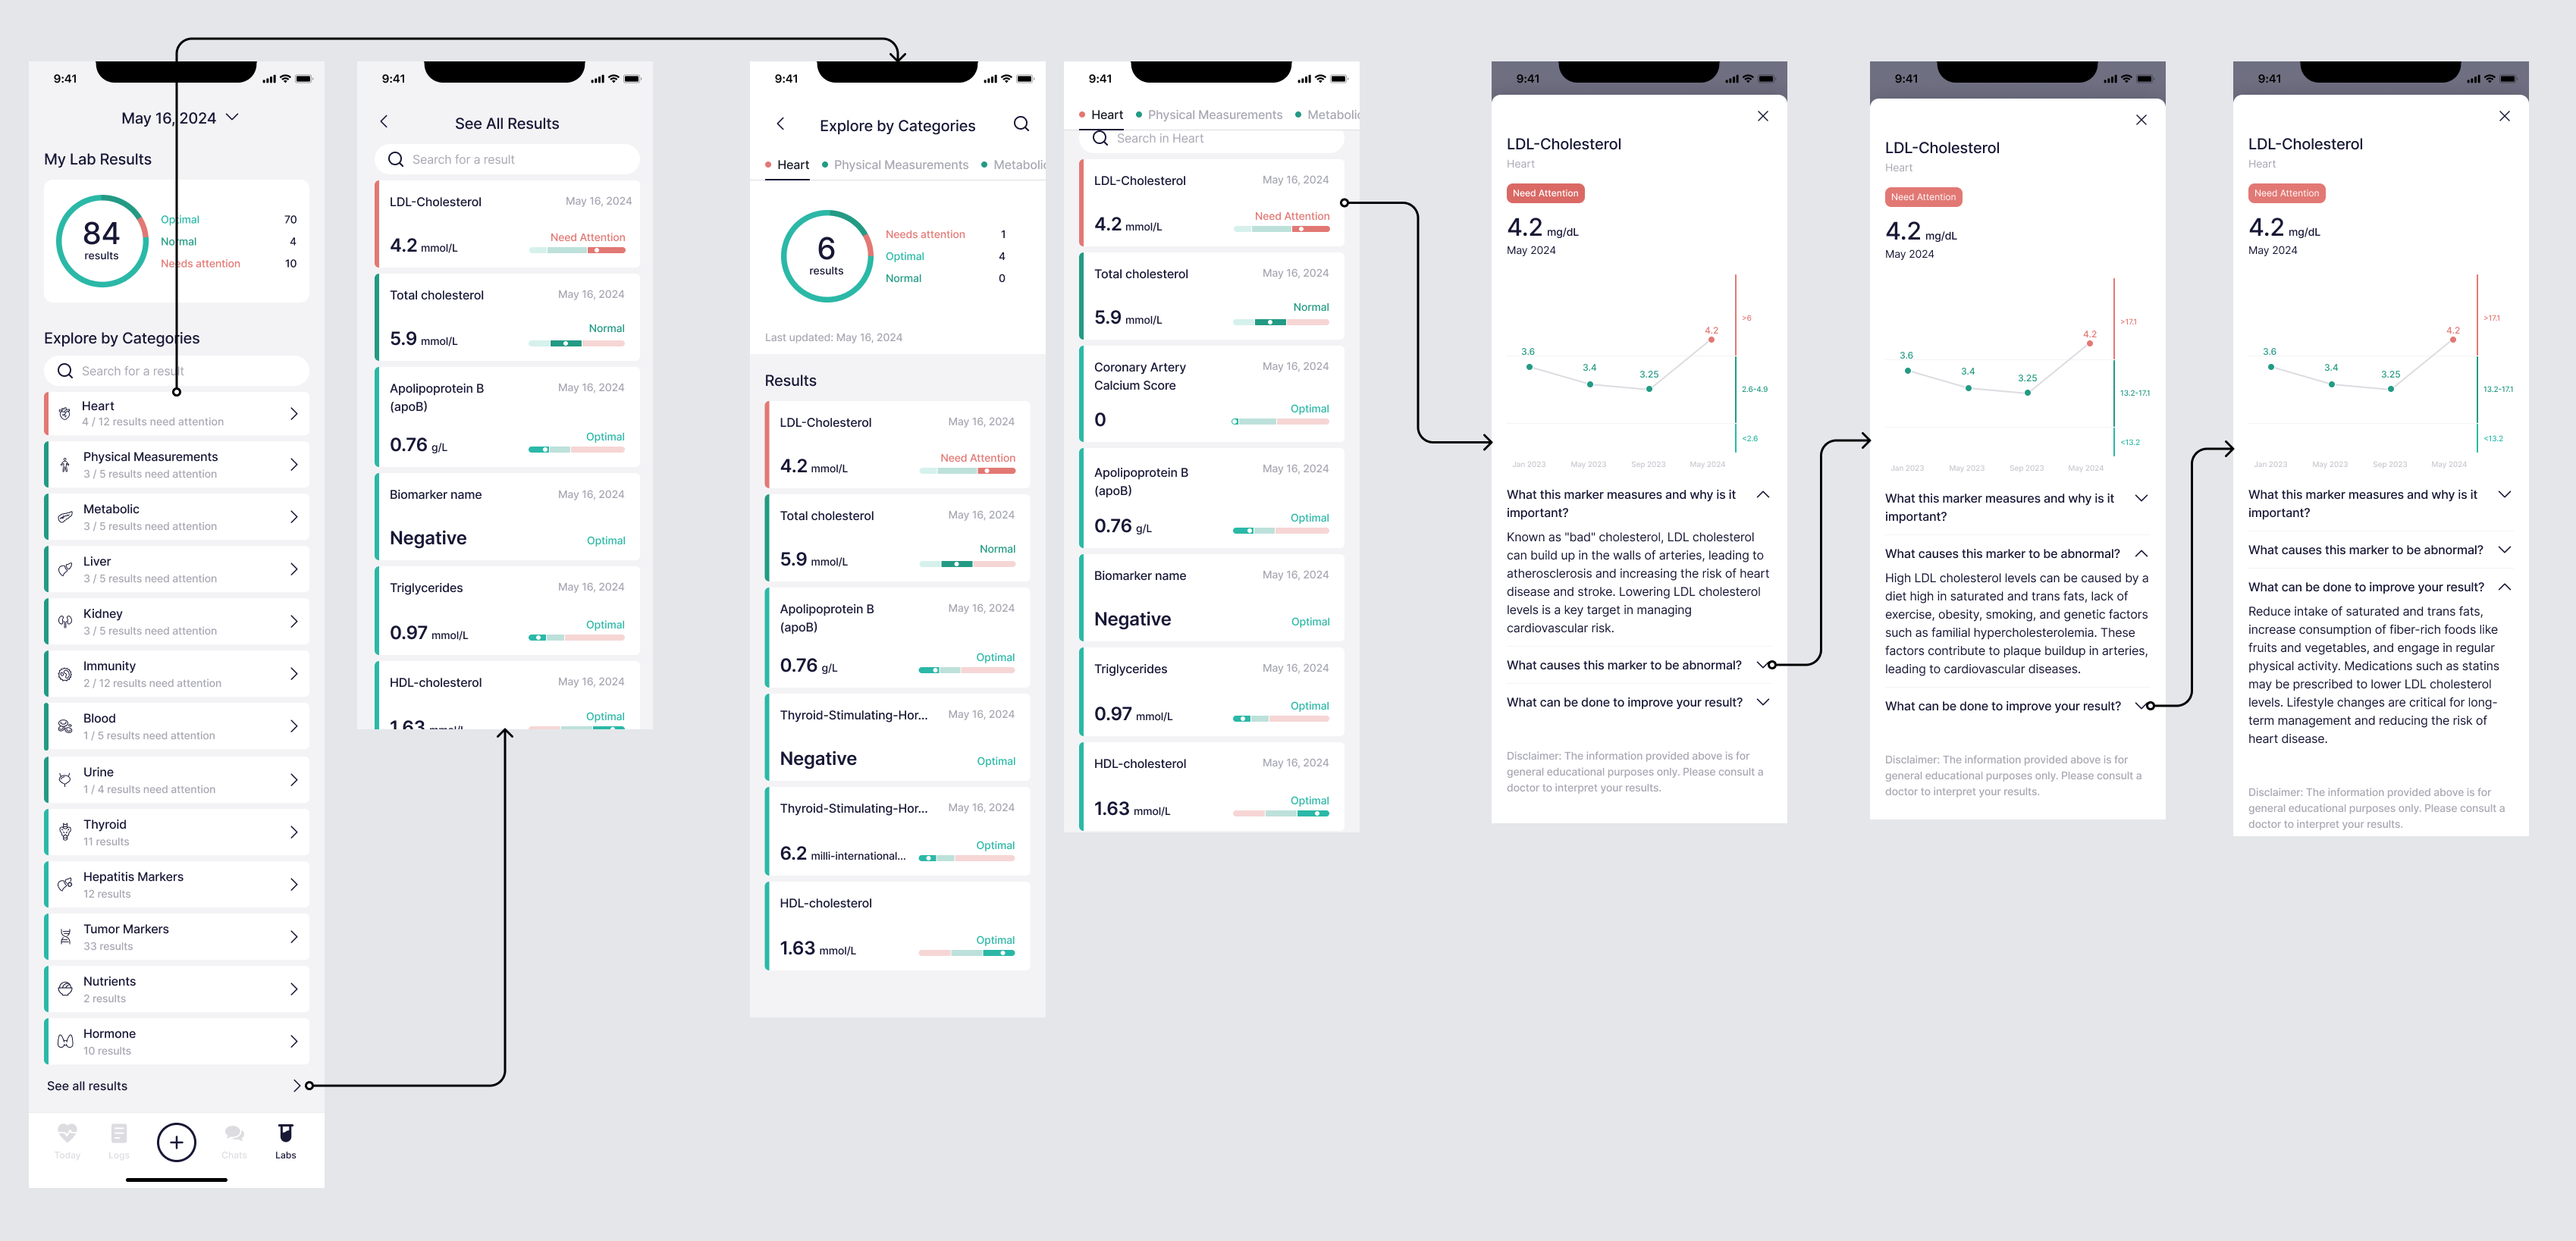 9:41
May 16, 2024
My Lab Results
84
results
Optimal 70
Normal 4
Needs attention 10
Explore by Categories
Search for a result
Heart
4 / 12 results need attention
Physical Measurements
3 / 5 results need attention
Metabolic
3 / 5 results need attention
Liver
3 / 5 results need attention
Kidney
3 / 5 results need attention
Immunity
2 / 12 results need attention
Blood
1 / 5 results need attention
Urine
1 / 4 results need attention
Thyroid
11 results
Hepatitis Markers
12 results
Tumor Markers
33 results
Nutrients
2 results
Hormone
10 results
See all results
Today
Logs
Chats
Labs
9:41
See All Results
Search for a result
LDL-Cholesterol May 16, 2024
Need Attention
4.2 mmol/L
Total cholesterol May 16, 2024
Normal
5.9 mmol/L
Apolipoprotein B May 16, 2024
(apoB)
Optimal
0.76 g/L
Biomarker name May 16, 2024
Negative Optimal
Triglycerides May 16, 2024
Optimal
0.97 mmol/L
HDL-cholesterol May 16, 2024
Optimal
1.63 mmol/L
9:41
Explore by Categories
Heart Physical Measurements Metabolic
6
results
Needs attention 1
Optimal 4
Normal 0
Last updated: May 16, 2024
Results
LDL-Cholesterol May 16, 2024
Need Attention
4.2 mmol/L
Total cholesterol May 16, 2024
Normal
5.9 mmol/L
Apolipoprotein B May 16, 2024
(apoB)
Optimal
0.76 g/L
Thyroid-Stimulating-Hor... May 16, 2024
Negative Optimal
Thyroid-Stimulating-Hor... May 16, 2024
Optimal
6.2 milli-international...
HDL-cholesterol
Optimal
1.63 mmol/L
9:41
Heart Physical Measurements Metabolic
Search in Heart
LDL-Cholesterol May 16, 2024
Need Attention
4.2 mmol/L
Total cholesterol May 16, 2024
Normal
5.9 mmol/L
Coronary Artery May 16, 2024
Calcium Score
Optimal
0
Apolipoprotein B May 16, 2024
(apoB)
Optimal
0.76 g/L
Biomarker name May 16, 2024
Negative Optimal
Triglycerides May 16, 2024
Optimal
0.97 mmol/L
HDL-cholesterol May 16, 2024
Optimal
1.63 mmol/L
9:41
LDL-Cholesterol
Heart
Need Attention
4.2 mg/dL
May 2024
>6
4.2
3.6
3.4
3.25
2.6-4.9
<2.6
Jan 2023 May 2023 Sep 2023 May 2024
What this marker measures and why is it
important?
Known as "bad" cholesterol, LDL cholesterol
can build up in the walls of arteries, leading to
atherosclerosis and increasing the risk of heart
disease and stroke. Lowering LDL cholesterol
levels is a key target in managing
cardiovascular risk.
What causes this marker to be abnormal?
What can be done to improve your result?
Disclaimer: The information provided above is for
general educational purposes only. Please consult a
doctor to interpret your results.
9:41
LDL-Cholesterol
Heart
Need Attention
4.2 mg/dL
May 2024
>17.1
4.2
3.6
3.4
3.25
13.2-17.1
<13.2
Jan 2023 May 2023 Sep 2023 May 2024
What this marker measures and why is it
important?
What causes this marker to be abnormal?
High LDL cholesterol levels can be caused by a
diet high in saturated and trans fats, lack of
exercise, obesity, smoking, and genetic factors
such as familial hypercholesterolemia. These
factors contribute to plaque buildup in arteries,
leading to cardiovascular diseases.
What can be done to improve your result?
Disclaimer: The information provided above is for
general educational purposes only. Please consult a
doctor to interpret your results.
9:41
LDL-Cholesterol
Heart
Need Attention
4.2 mg/dL
May 2024
>17.1
4.2
3.6
3.4
3.25
13.2-17.1
<13.2
Jan 2023 May 2023 Sep 2023 May 2024
What this marker measures and why is it
important?
What causes this marker to be abnormal?
What can be done to improve your result?
Reduce intake of saturated and trans fats,
increase consumption of fiber-rich foods like
fruits and vegetables, and engage in regular
physical activity. Medications such as statins
may be prescribed to lower LDL cholesterol
levels. Lifestyle changes are critical for long-
term management and reducing the risk of
heart disease.
Disclaimer: The information provided above is for
general educational purposes only. Please consult a
doctor to interpret your results.